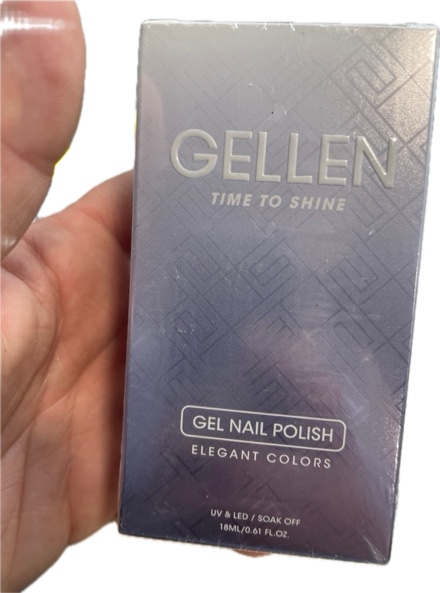 GELLEN
TIME TO SHINE
GEL NAIL POLISH
ELEGANT COLORS
UV & LED / SOAK OFF
18ML/0.61 FL.OZ.